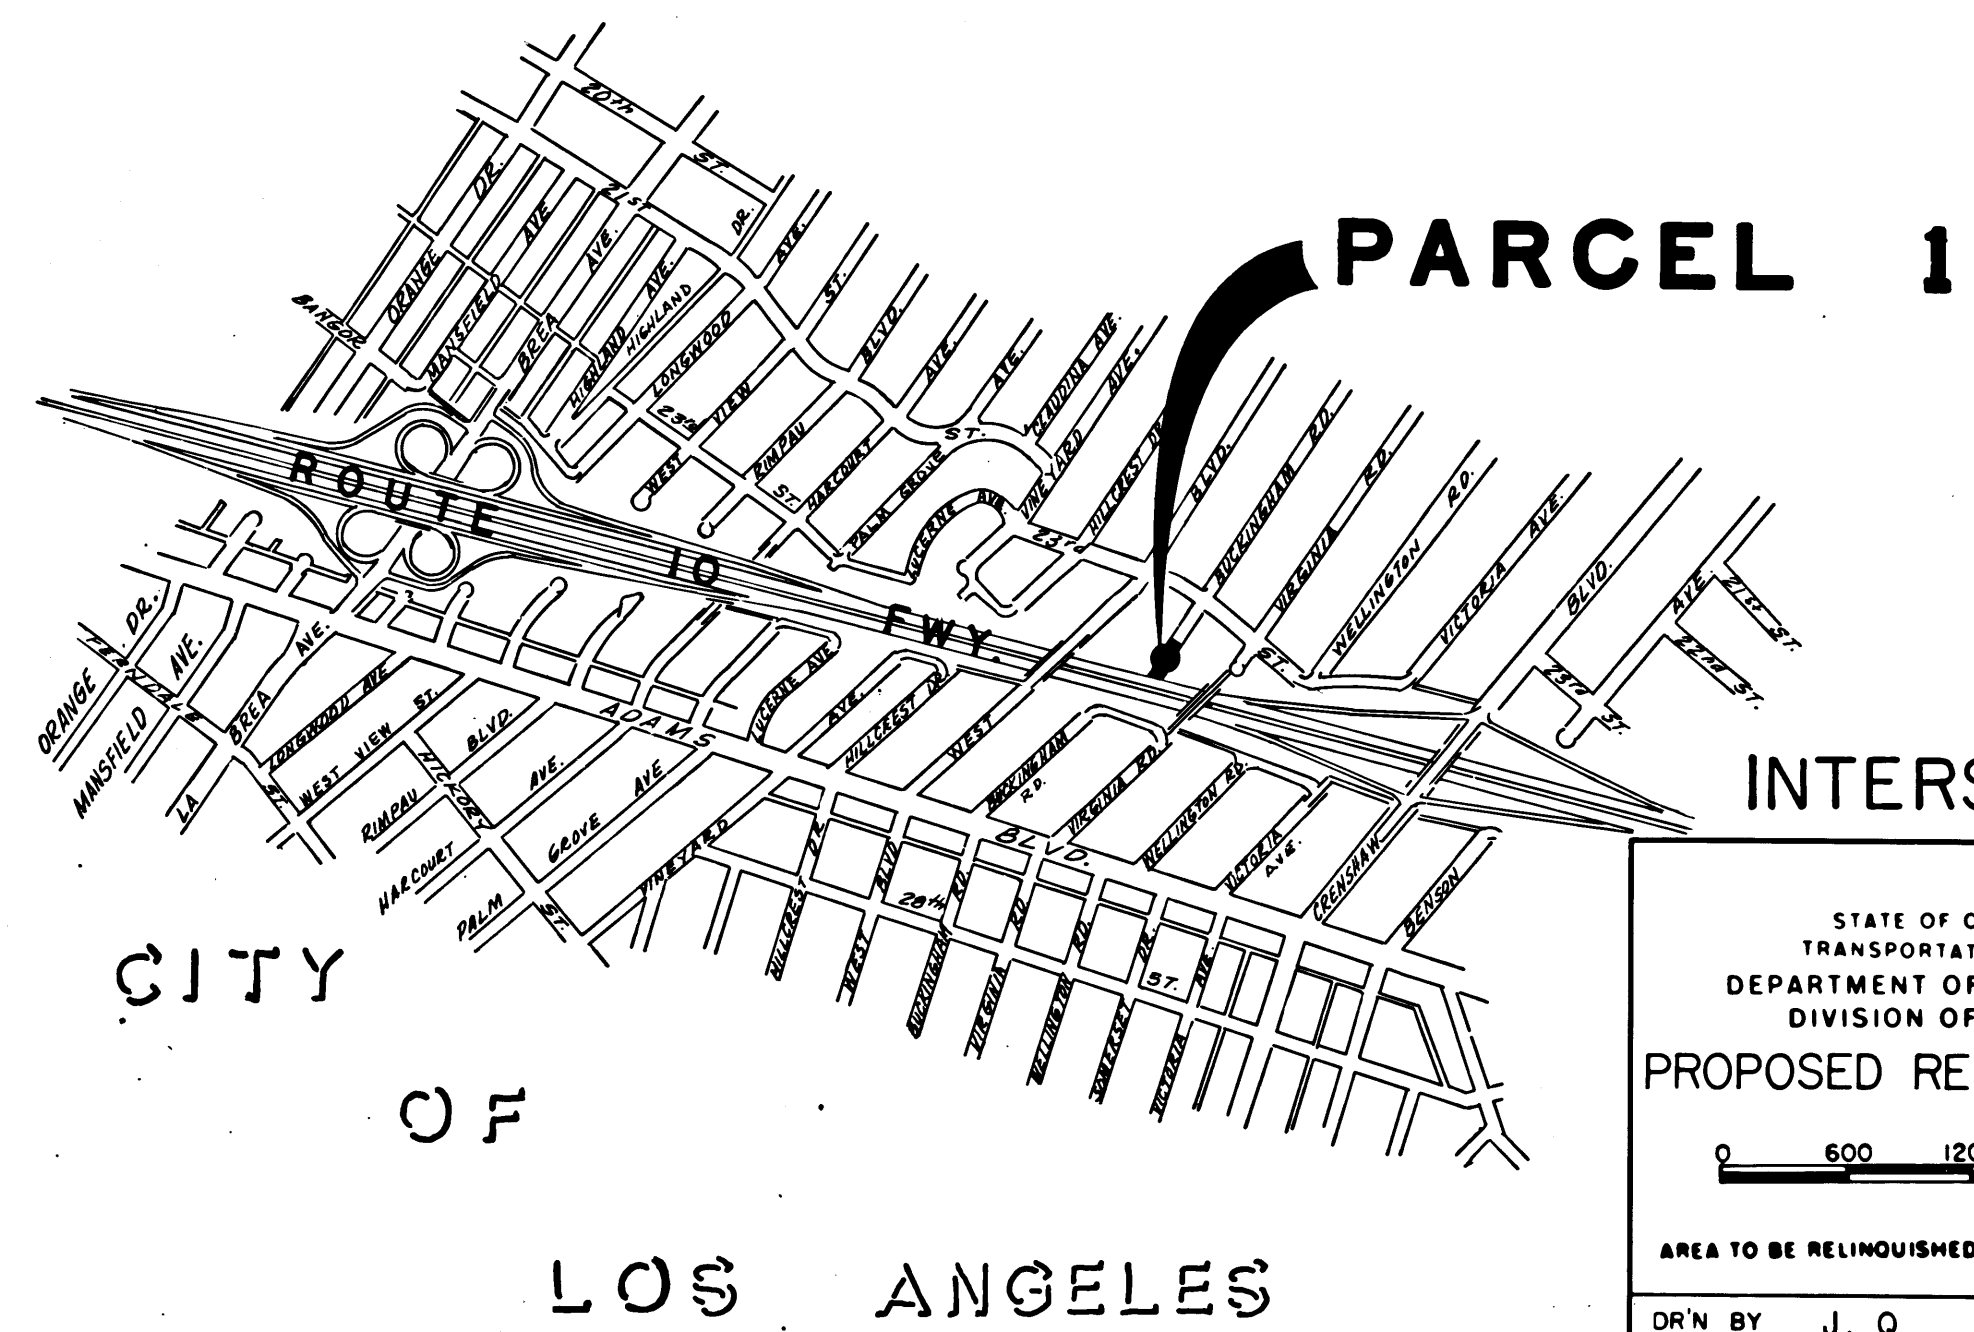 20th
ST.
21ST
DR.
DR.
AVE.
AVE
AVE.
AVE.
ST.
BLVD.
AVE.
AVE.
CLAUDINA AVE.
AVE.
PARCEL 1
ORANGE
BANGOR
MANSFIELD
BREA
HIGHLAND
HIGHLAND
LONGWOOD
23rd
VIEW
WEST
RIMPAU
ST.
HARCOURT
PALM GROVE
ST.
LUCERNE AVE.
VINEYARD
HILLCREST DR.
23rd
BLVD.
BUCKINGHAM RD.
VIRGINIA RD.
WELLINGTON RD.
VICTORIA AVE.
BLVD.
AVE.
21st ST.
22nd ST.
23rd ST.
ST.
ROUTE 10 FWY.
ORANGE DR.
FERNDALE
ST.
MANSFIELD AVE.
LA BREA AVE.
LONGWOOD AVE
WEST VIEW ST.
HICKORY
ST.
RIMPAU BLVD.
HARCOURT AVE.
PALM GROVE AVE
ADAMS BLVD.
LUCERNE AVE
VINEYARD AVE.
HILLCREST DR.
WEST
BUCKINGHAM RD.
VIRGINIA RD.
WELLINGTON RD.
VICTORIA AVE.
CRENSHAW
BENSON
HILLCREST DR
WEST BLVD
28th
ST.
BUCKINGHAM RD.
VIRGINIA RD
WELLINGTON RD.
SOMERSET DR.
VICTORIA AVE.
CITY
OF
LOS ANGELES
INTERS
STATE OF C
TRANSPORTAT
DEPARTMENT OF
DIVISION OF
PROPOSED RE
0 600 120
AREA TO BE RELINQUISHED
DR'N BY J. Q